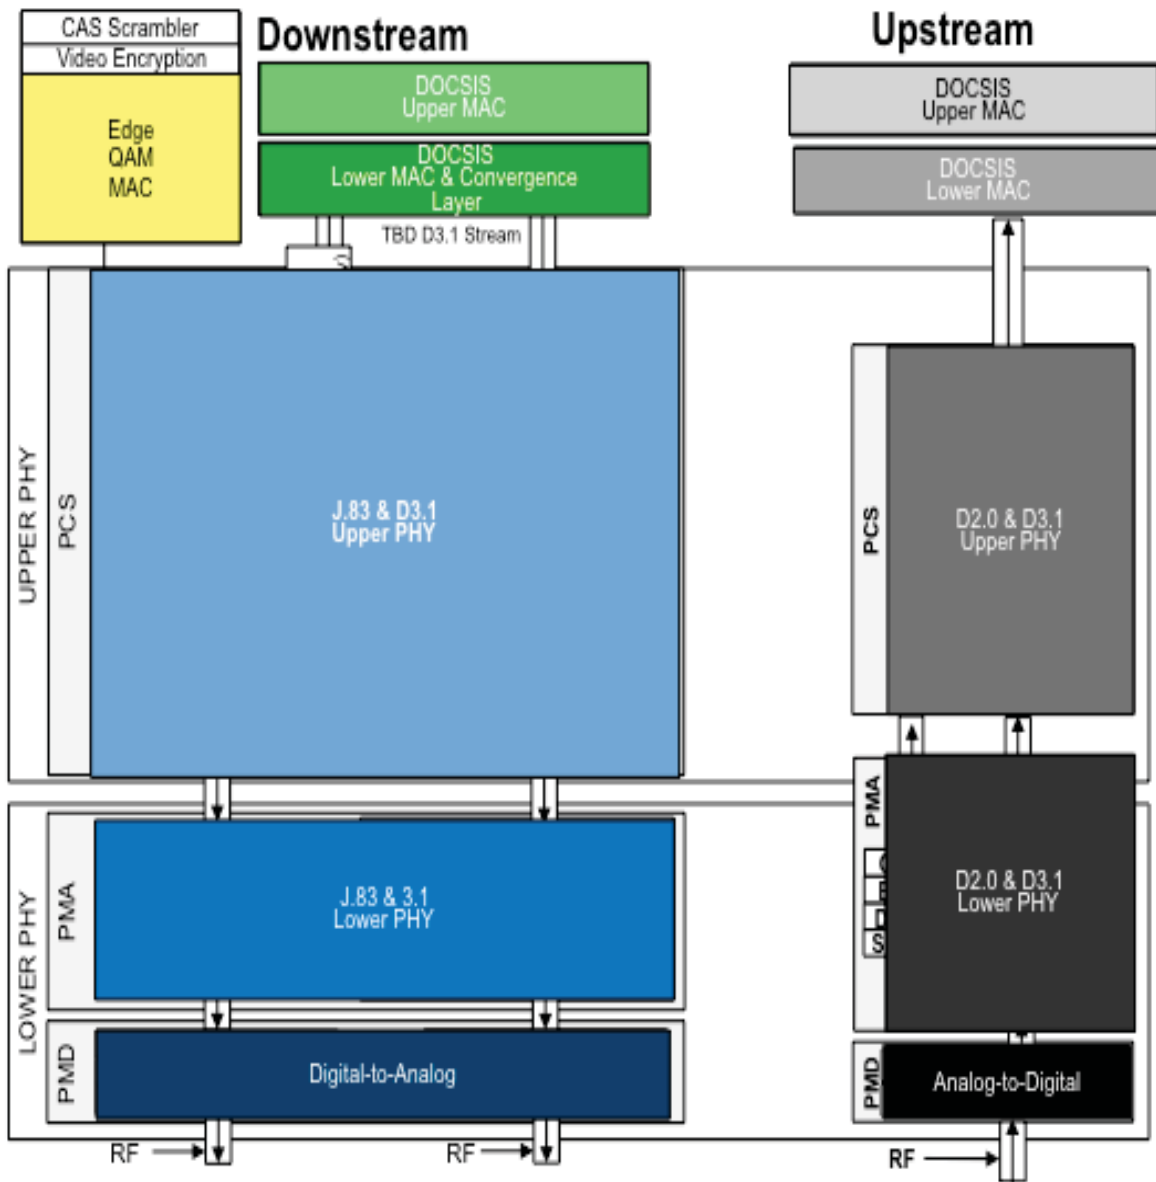 CAS Scrambler
Video Encryption
Edge
QAM
MAC
Downstream
DOCSIS
Upper MAC
DOCSIS
Lower MAC & Convergence
Layer
TBD D3.1 Stream
Upstream
DOCSIS
Upper MAC
DOCSIS
Lower MAC
UPPER PHY
PCS
J.83 & D3.1
Upper PHY
PCS
D2.0 & D3.1
Upper PHY
LOWER PHY
PMA
J.83 & 3.1
Lower PHY
PMA
S
D2.0 & D3.1
Lower PHY
PMD
Digital-to-Analog
PMD
Analog-to-Digital
RF
RF
RF